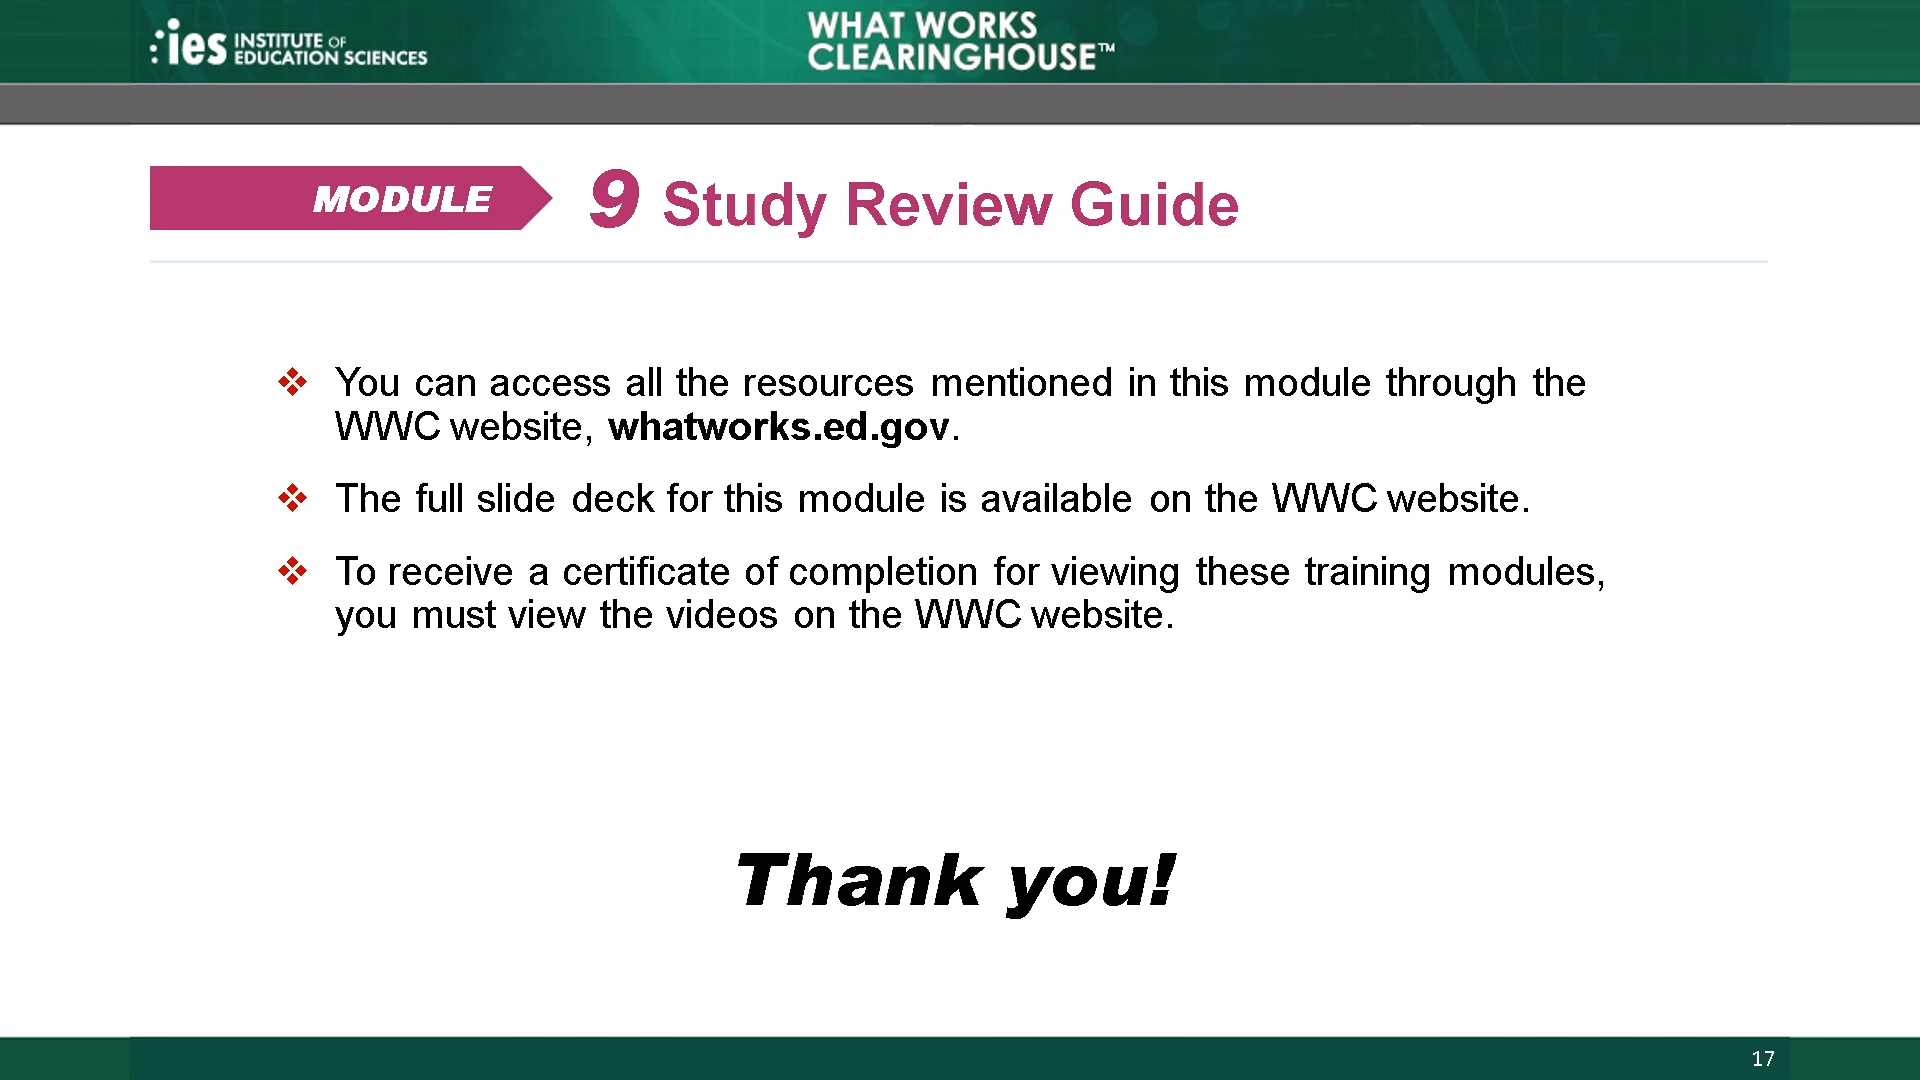 ies INSTITUTE OF
EDUCATION SCIENCES
WHAT WORKS
CLEARINGHOUSE™
MODULE 9 Study Review Guide
❖ You can access all the resources mentioned in this module through the
WWC website, whatworks.ed.gov.
❖ The full slide deck for this module is available on the WWC website.
❖ To receive a certificate of completion for viewing these training modules,
you must view the videos on the WWC website.
Thank you!
17